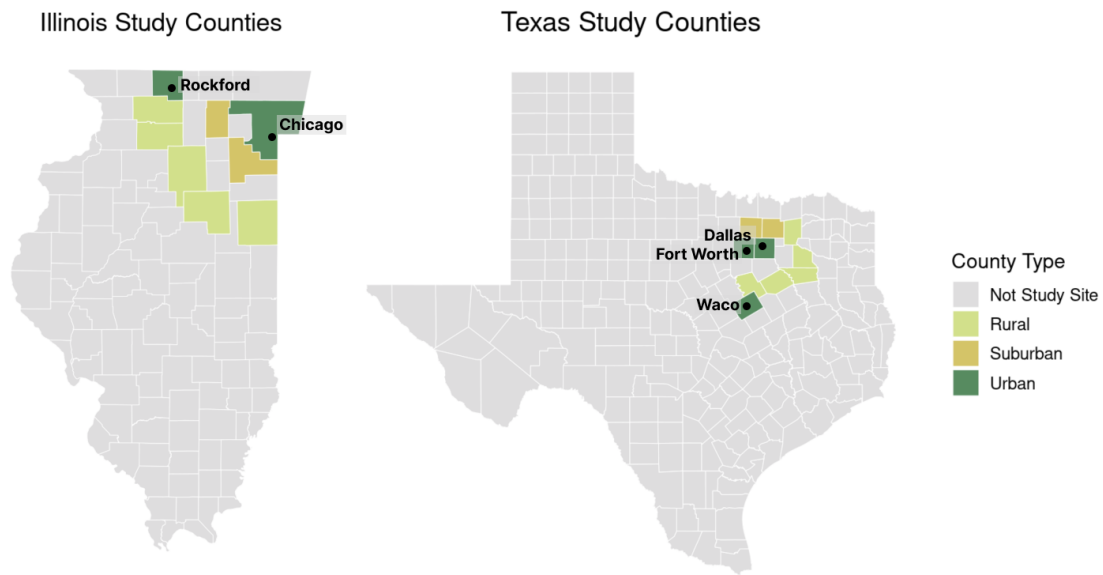 Illinois Study Counties
Texas Study Counties
Rockford
Chicago
Dallas
Fort Worth
Waco
County Type
Not Study Site
Rural
Suburban
Urban